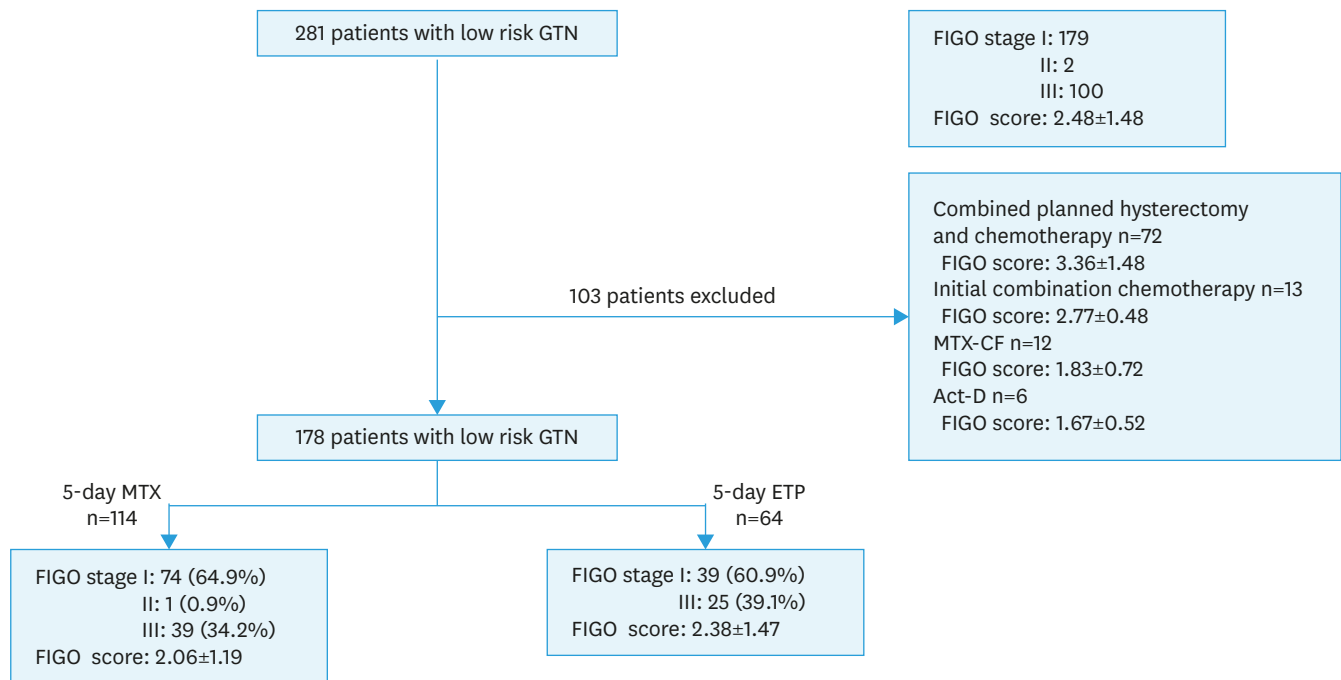 281 patients with low risk GTN
FIGO stage I: 179
II: 2
III: 100
FIGO score: 2.48±1.48
Combined planned hysterectomy
and chemotherapy n=72
FIGO score: 3.36±1.48
Initial combination chemotherapy n=13
FIGO score: 2.77±0.48
MTX-CF n=12
FIGO score: 1.83±0.72
Act-D n=6
FIGO score: 1.67±0.52
103 patients excluded
178 patients with low risk GTN
5-day MTX
n=114
5-day ETP
n=64
FIGO stage I: 74 (64.9%)
II: 1 (0.9%)
III: 39 (34.2%)
FIGO score: 2.06±1.19
FIGO stage I: 39 (60.9%)
III: 25 (39.1%)
FIGO score: 2.38±1.47